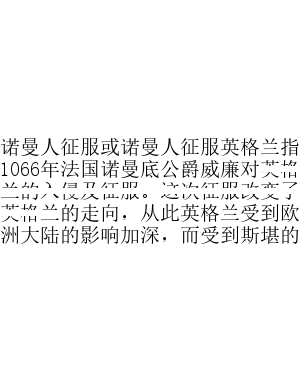 诺曼人征服或诺曼人征服英格兰指
1066年法国诺曼底公爵威廉对英格
兰的入侵及征服。这次征服改变了
英格兰的走向，从此英格兰受到欧
洲大陆的影响加深，而受到斯堪的